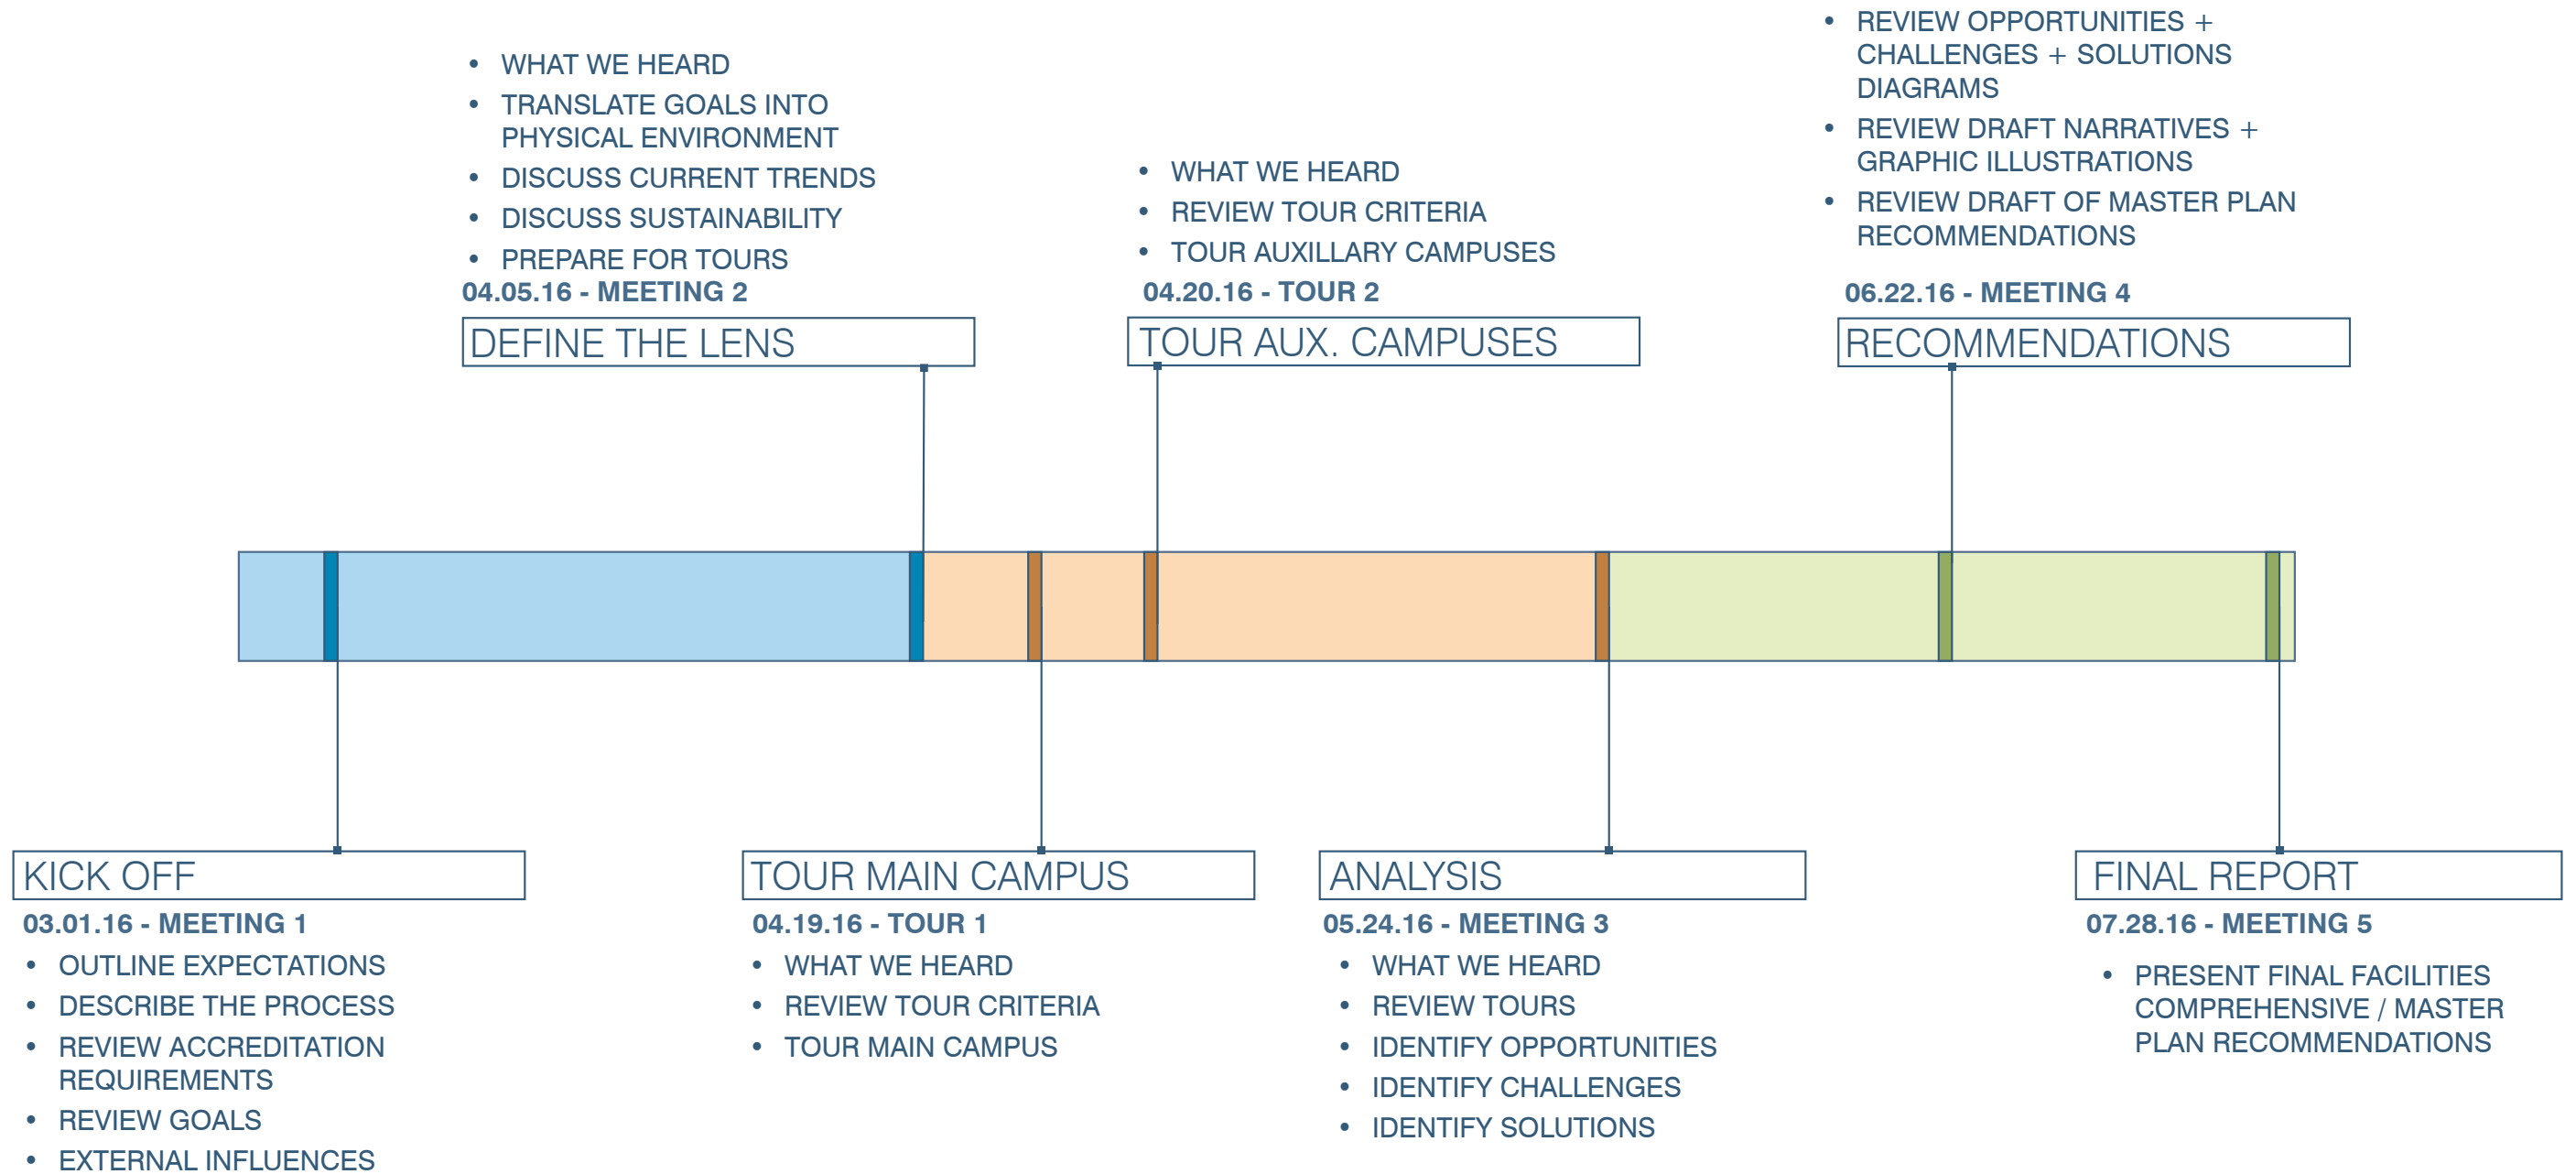 • WHAT WE HEARD
• TRANSLATE GOALS INTO
PHYSICAL ENVIRONMENT
• DISCUSS CURRENT TRENDS
• DISCUSS SUSTAINABILITY
• PREPARE FOR TOURS
04.05.16 - MEETING 2
DEFINE THE LENS
• WHAT WE HEARD
• REVIEW TOUR CRITERIA
• TOUR AUXILLARY CAMPUSES
04.20.16 - TOUR 2
TOUR AUX. CAMPUSES
• REVIEW OPPORTUNITIES +
CHALLENGES + SOLUTIONS
DIAGRAMS
• REVIEW DRAFT NARRATIVES +
GRAPHIC ILLUSTRATIONS
• REVIEW DRAFT OF MASTER PLAN
RECOMMENDATIONS
06.22.16 - MEETING 4
RECOMMENDATIONS
KICK OFF
03.01.16 - MEETING 1
• OUTLINE EXPECTATIONS
• DESCRIBE THE PROCESS
• REVIEW ACCREDITATION
REQUIREMENTS
• REVIEW GOALS
• EXTERNAL INFLUENCES
TOUR MAIN CAMPUS
04.19.16 - TOUR 1
• WHAT WE HEARD
• REVIEW TOUR CRITERIA
• TOUR MAIN CAMPUS
ANALYSIS
05.24.16 - MEETING 3
• WHAT WE HEARD
• REVIEW TOURS
• IDENTIFY OPPORTUNITIES
• IDENTIFY CHALLENGES
• IDENTIFY SOLUTIONS
FINAL REPORT
07.28.16 - MEETING 5
• PRESENT FINAL FACILITIES
COMPREHENSIVE / MASTER
PLAN RECOMMENDATIONS